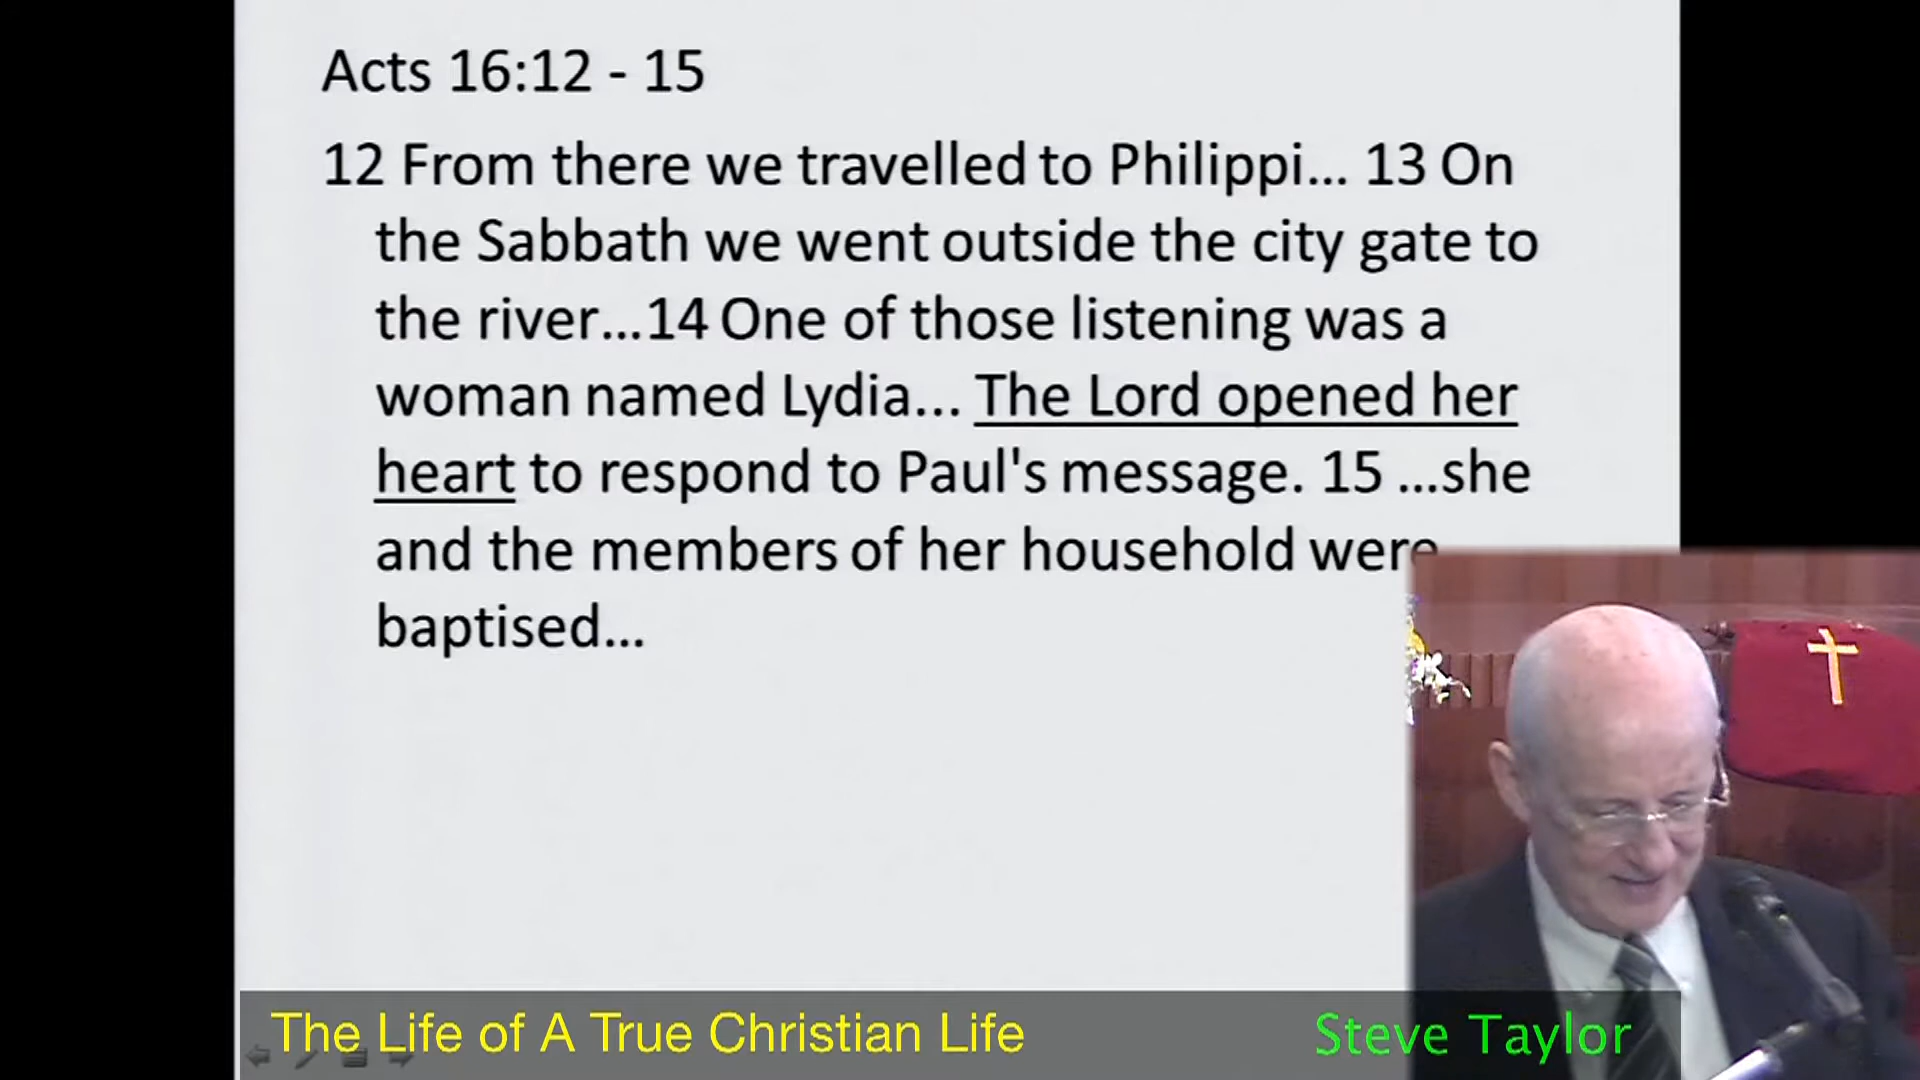 Acts 16:12 - 15
12 From there we travelled to Philippi... 13 On
the Sabbath we went outside the city gate to
the river...14 One of those listening was a
woman named Lydia... The Lord opened her
heart to respond to Paul's message. 15 ...she
and the members of her household were
baptised...
The Life of A True Christian Life
Steve Taylor